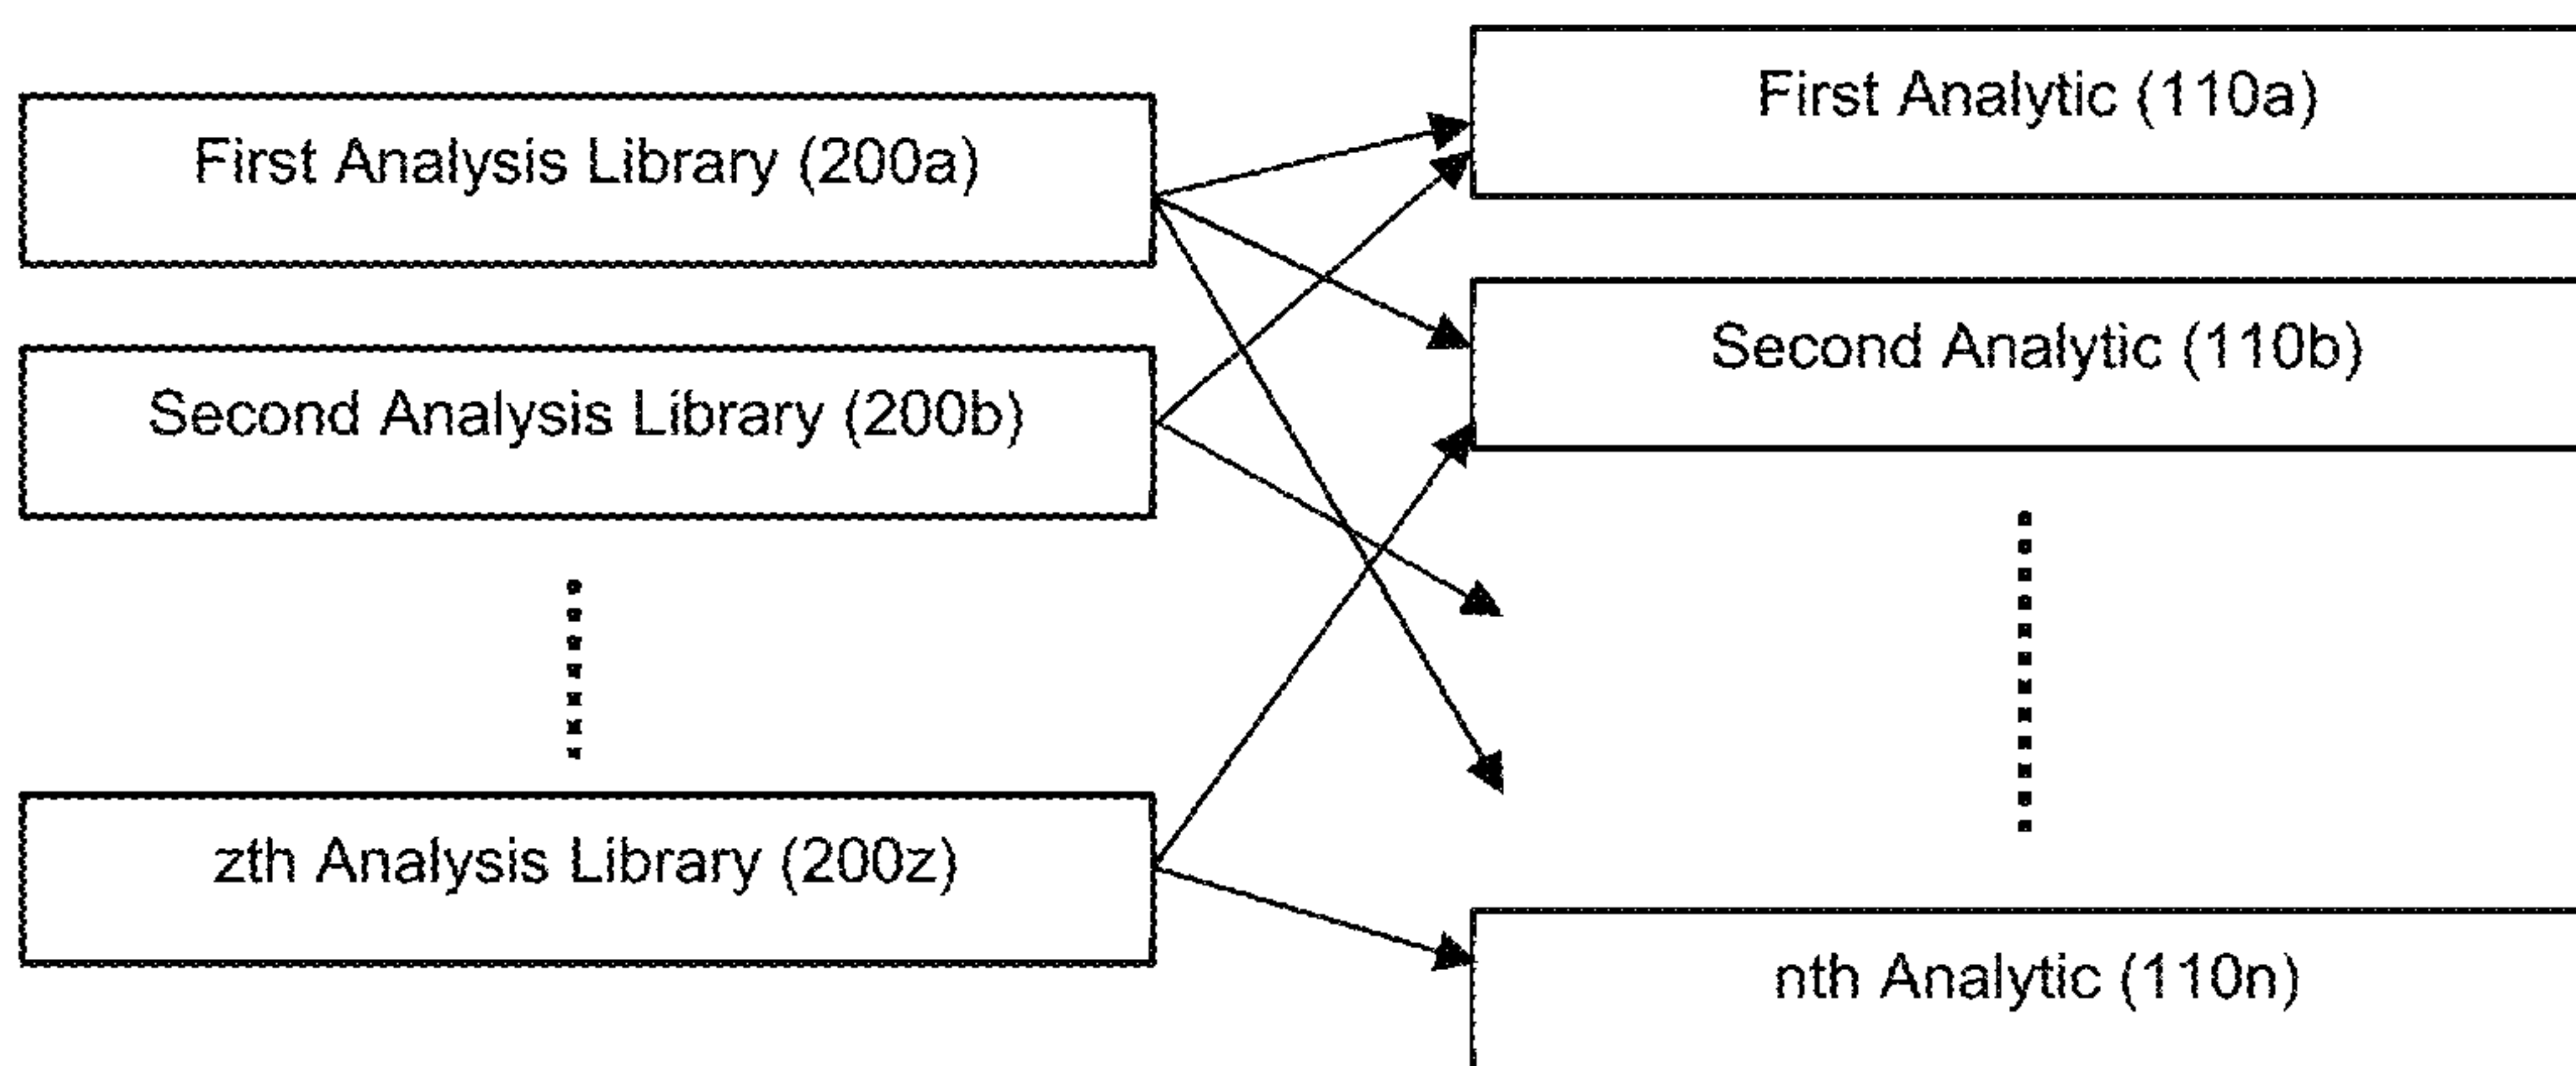 First Analysis Library (200a)
Second Analysis Library (200b)
zth Analysis Library (200z)
First Analytic (110a)
Second Analytic (110b)
nth Analytic (110n)